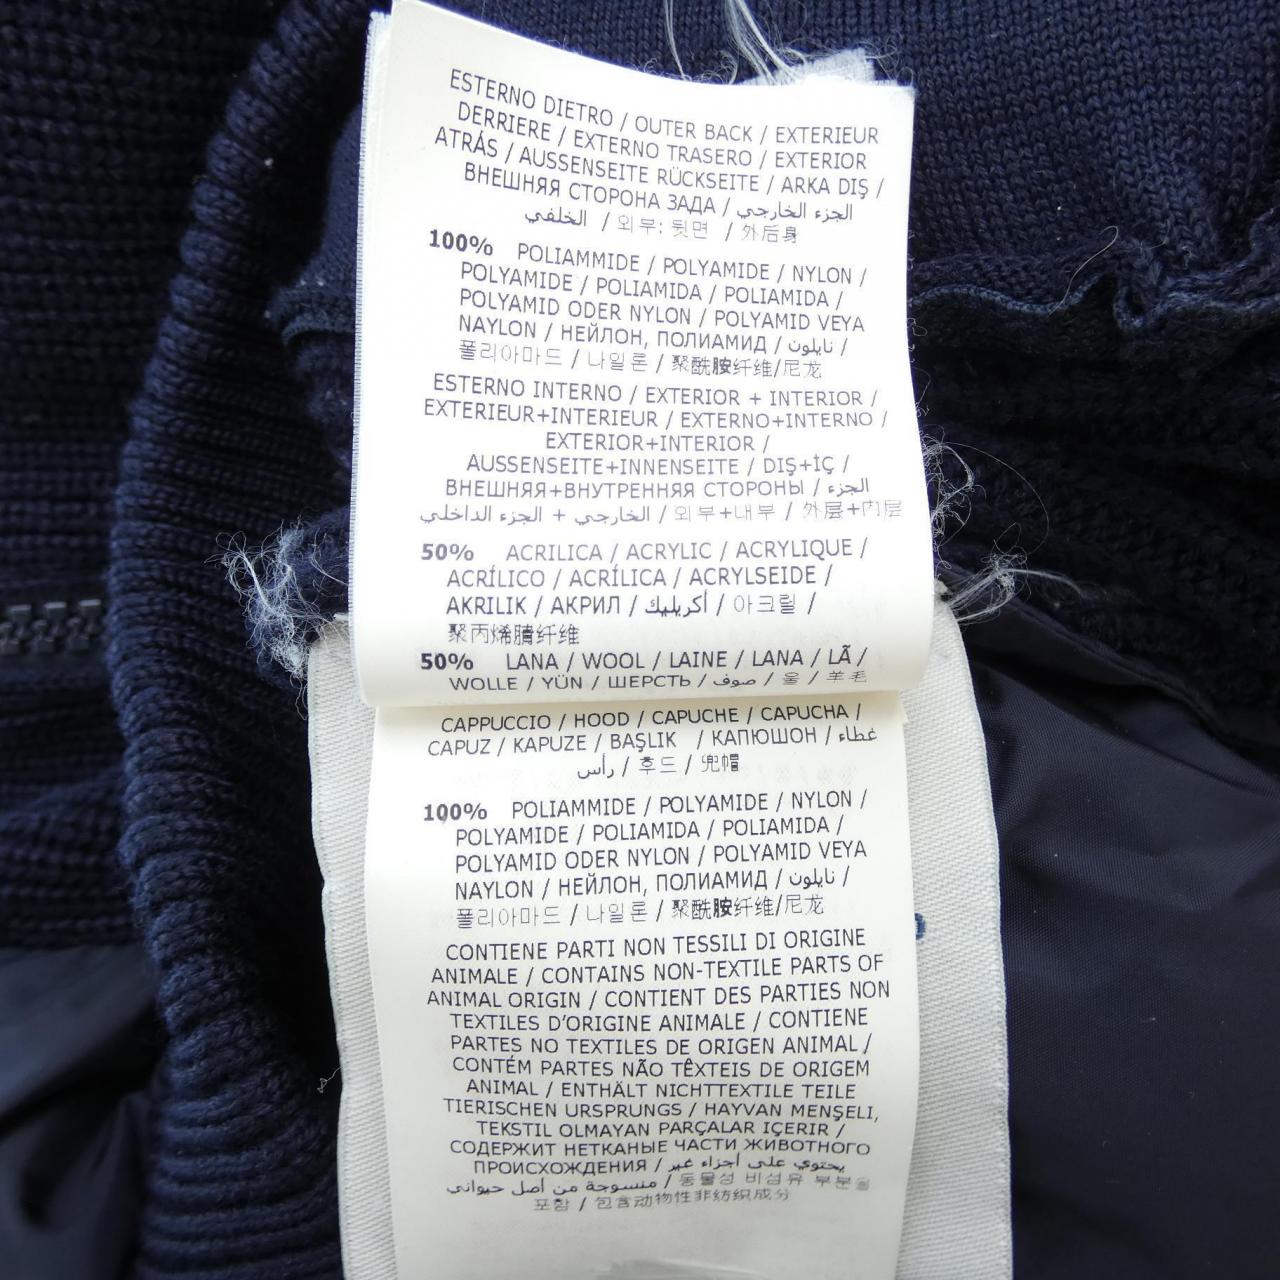 ESTERNO DIETRO / OUTER BACK / EXTERIEUR
DERRIERE / EXTERNO TRASERO / EXTERIOR
ATRÁS / AUSSENSEITE RÜCKSEITE / ARKA DIŞ /
ВНЕШНЯЯ СТОРОНА ЗАДА / الجزء الخارجي
الخلفي / 외부: 뒷면 / 外后身
100% POLIAMMIDE / POLYAMIDE / NYLON /
POLYAMIDE / POLIAMIDA / POLIAMIDA /
POLYAMID ODER NYLON / POLYAMID VEYA
NAYLON / НЕЙЛОН, ПОЛИАМИД / نايلون /
폴리아마드 / 나일론 / 聚酰胺纤维/尼龙
ESTERNO INTERNO / EXTERIOR + INTERIOR /
EXTERIEUR+INTERIEUR / EXTERNO+INTERNO /
EXTERIOR+INTERIOR /
AUSSENSEITE+INNENSEITE / DIŞ+İÇ /
ВНЕШНЯЯ+ВНУТРЕННЯЯ СТОРОНЫ / الجزء
الخارجي + الجزء الداخلي / 외부+내부 / 外层+内层
50% ACRILICA / ACRYLIC / ACRYLIQUE /
ACRÍLICO / ACRÍLICA / ACRYLSEIDE /
AKRILIK / АКРИЛ / أكريليك / 아크릴 /
聚丙烯腈纤维
50% LANA / WOOL / LAINE / LANA / LÃ /
WOLLE / YÜN / ШЕРСТЬ / صوف / 울 / 羊毛
CAPPUCCIO / HOOD / CAPUCHE / CAPUCHA /
CAPUZ / KAPUZE / BAŞLIK / КАПЮШОН / غطاء
رأس / 후드 / 兜帽
100% POLIAMMIDE / POLYAMIDE / NYLON /
POLYAMIDE / POLIAMIDA / POLIAMIDA /
POLYAMID ODER NYLON / POLYAMID VEYA
NAYLON / НЕЙЛОН, ПОЛИАМИД / نايلون /
폴리아마드 / 나일론 / 聚酰胺纤维/尼龙
CONTIENE PARTI NON TESSILI DI ORIGINE
ANIMALE / CONTAINS NON-TEXTILE PARTS OF
ANIMAL ORIGIN / CONTIENT DES PARTIES NON
TEXTILES D'ORIGINE ANIMALE / CONTIENE
PARTES NO TEXTILES DE ORIGEN ANIMAL /
CONTÉM PARTES NÃO TÊXTEIS DE ORIGEM
ANIMAL / ENTHÄLT NICHTTEXTILE TEILE
TIERISCHEN URSPRUNGS / HAYVAN MENŞELI,
TEKSTIL OLMAYAN PARÇALAR IÇERIR /
СОДЕРЖИТ НЕТКАНЫЕ ЧАСТИ ЖИВОТНОГО
ПРОИСХОЖДЕНИЯ / يحتوي على أجزاء غير
منسوجة من أصل حيواني / 동물성 비섬유 부분을
포함 / 包含动物性非纺织成分